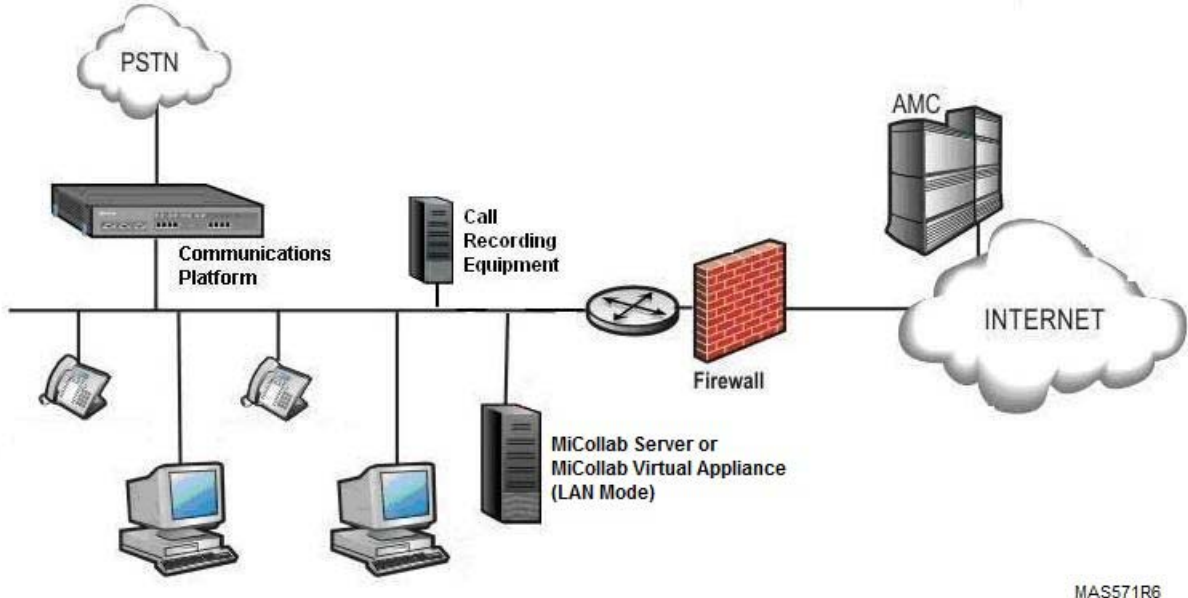 PSTN
AMC
Call
Recording
Equipment
Communications
Platform
INTERNET
Firewall
MiCollab Server or
MiCollab Virtual Appliance
(LAN Mode)
MAS571R6